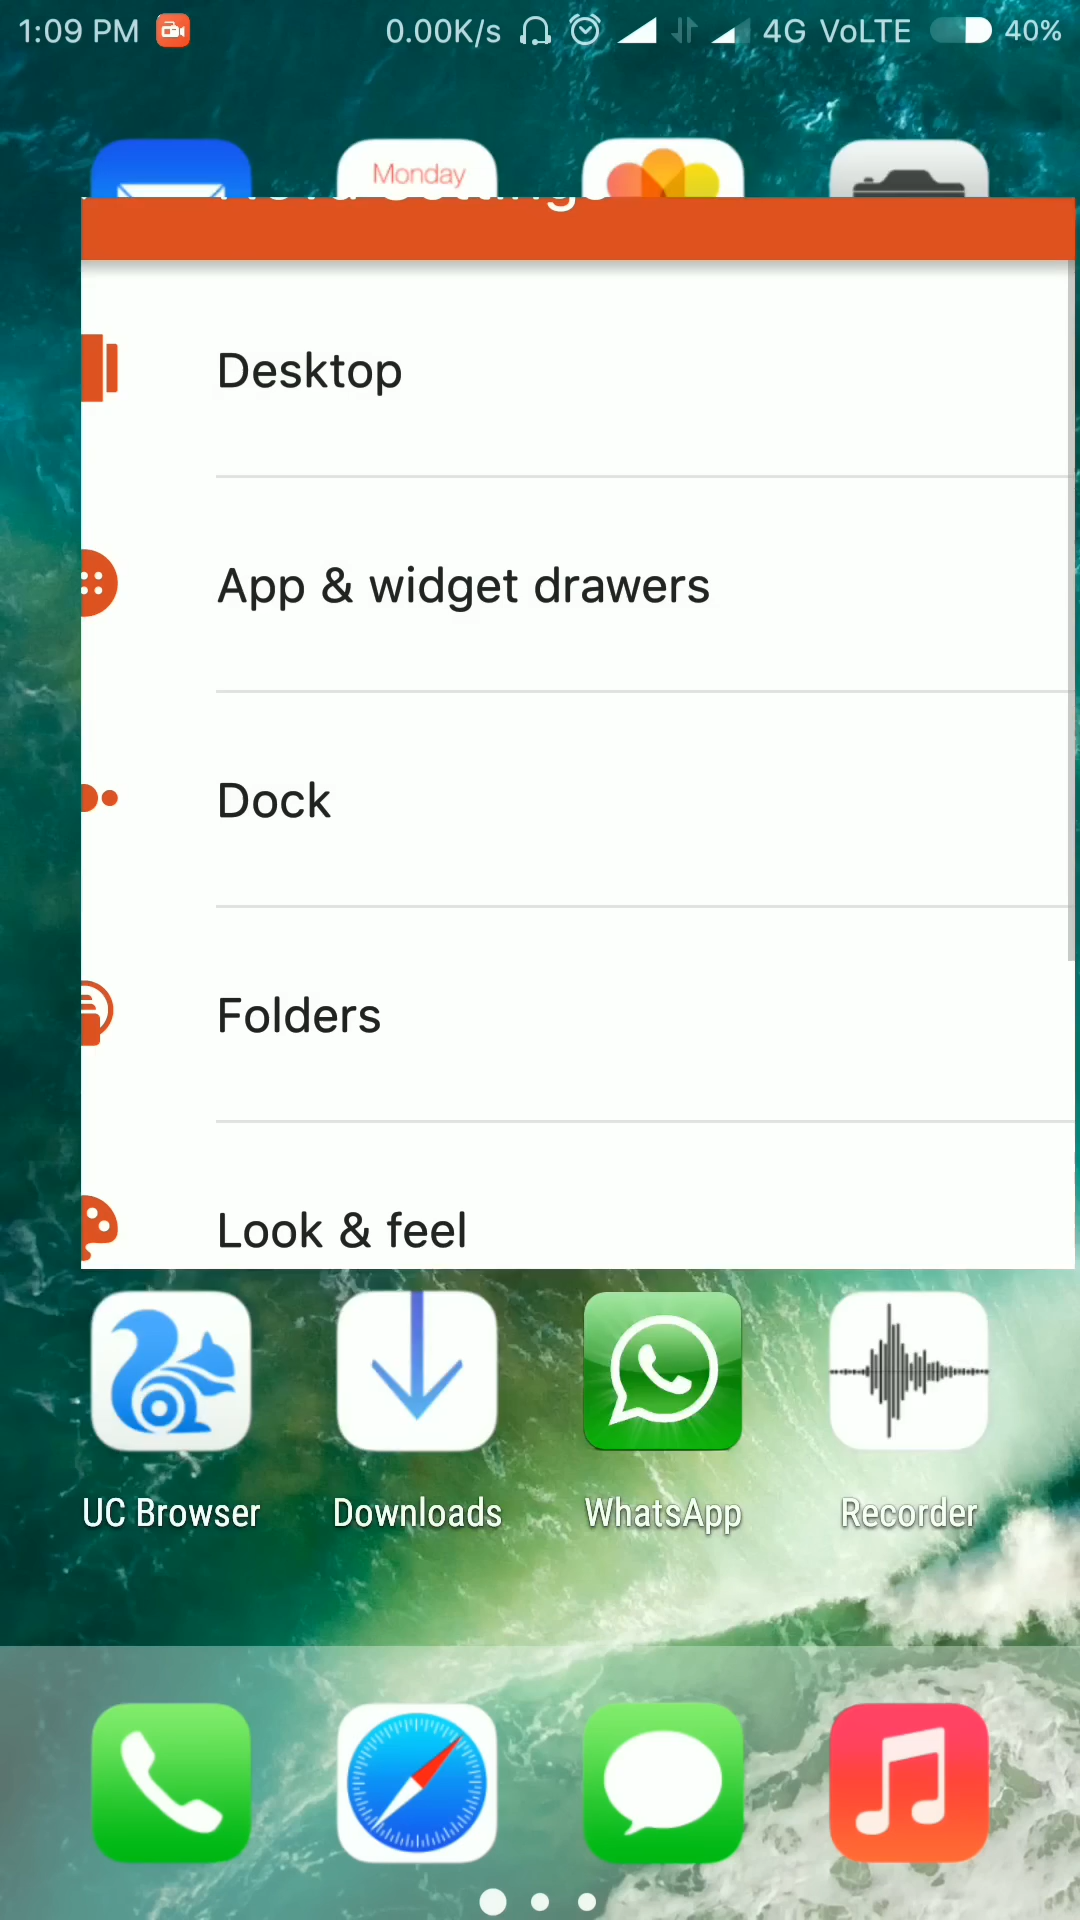 1:09 PM 0.00K/s 4G VoLTE 40%
Monday
Desktop
App & widget drawers
Dock
Folders
Look & feel
UC Browser Downloads WhatsApp Recorder